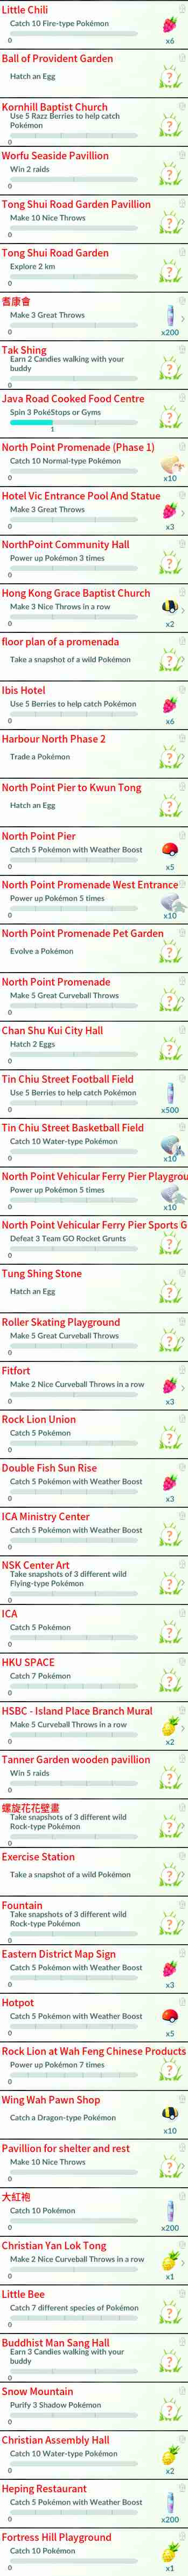 Little Chili
Catch 10 Fire-type Pokémon
0
x6
Ball of Provident Garden
Hatch an Egg
Kornhill Baptist Church
Use 5 Razz Berries to help catch
Pokémon
0
Worfu Seaside Pavillion
Win 2 raids
0
Tong Shui Road Garden Pavillion
Make 10 Nice Throws
0
Tong Shui Road Garden
Explore 2 km
0
耆康會
Make 3 Great Throws
0
x200
Tak Shing
Earn 2 Candies walking with your
buddy
0
Java Road Cooked Food Centre
Spin 3 PokéStops or Gyms
1
North Point Promenade (Phase 1)
Catch 10 Normal-type Pokémon
0
x10
Hotel Vic Entrance Pool And Statue
Make 3 Great Throws
0
x3
NorthPoint Community Hall
Power up Pokémon 3 times
0
Hong Kong Grace Baptist Church
Make 3 Nice Throws in a row
0
x2
floor plan of a promenada
Take a snapshot of a wild Pokémon
Ibis Hotel
Use 5 Berries to help catch Pokémon
0
x6
Harbour North Phase 2
Trade a Pokémon
North Point Pier to Kwun Tong
Hatch an Egg
North Point Pier
Catch 5 Pokémon with Weather Boost
0
x5
North Point Promenade West Entrance
Power up Pokémon 5 times
0
x10
North Point Promenade Pet Garden
Evolve a Pokémon
North Point Promenade
Make 5 Great Curveball Throws
0
Chan Shu Kui City Hall
Hatch 2 Eggs
0
Tin Chiu Street Football Field
Use 5 Berries to help catch Pokémon
0
x500
Tin Chiu Street Basketball Field
Catch 10 Water-type Pokémon
0
x10
North Point Vehicular Ferry Pier Playgrou
Power up Pokémon 5 times
0
x10
North Point Vehicular Ferry Pier Sports G
Defeat 3 Team GO Rocket Grunts
0
Tung Shing Stone
Hatch an Egg
Roller Skating Playground
Make 5 Great Curveball Throws
0
Fitfort
Make 2 Nice Curveball Throws in a row
0
x3
Rock Lion Union
Catch 5 Pokémon
0
Double Fish Sun Rise
Catch 5 Pokémon with Weather Boost
0
x3
ICA Ministry Center
Catch 5 Pokémon with Weather Boost
0
NSK Center Art
Take snapshots of 3 different wild
Flying-type Pokémon
0
ICA
Catch 5 Pokémon
0
HKU SPACE
Catch 7 Pokémon
0
HSBC - Island Place Branch Mural
Make 5 Curveball Throws in a row
0
x2
Tanner Garden wooden pavillion
Win 5 raids
0
螺旋花花壁畫
Take snapshots of 3 different wild
Rock-type Pokémon
0
Exercise Station
Take a snapshot of a wild Pokémon
Fountain
Take snapshots of 3 different wild
Rock-type Pokémon
0
Eastern District Map Sign
Catch 5 Pokémon with Weather Boost
0
x3
Hotpot
Catch 5 Pokémon with Weather Boost
0
x5
Rock Lion at Wah Feng Chinese Products
Power up Pokémon 7 times
0
Wing Wah Pawn Shop
Catch a Dragon-type Pokémon
x10
Pavillion for shelter and rest
Make 10 Nice Throws
0
大紅袍
Catch 10 Pokémon
0
x200
Christian Yan Lok Tong
Make 2 Nice Curveball Throws in a row
0
x1
Little Bee
Catch 7 different species of Pokémon
0
Buddhist Man Sang Hall
Earn 3 Candies walking with your
buddy
0
Snow Mountain
Purify 3 Shadow Pokémon
0
Christian Assembly Hall
Catch 10 Water-type Pokémon
0
x2
Heping Restaurant
Catch 5 Pokémon with Weather Boost
0
x200
Fortress Hill Playground
Catch 10 Pokémon
0
x1